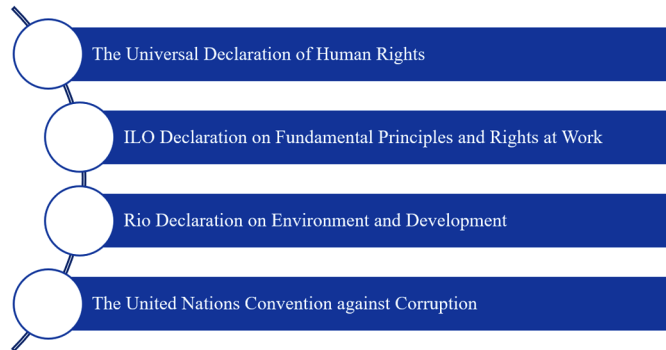 The Universal Declaration of Human Rights
ILO Declaration on Fundamental Principles and Rights at Work
Rio Declaration on Environment and Development
The United Nations Convention against Corruption